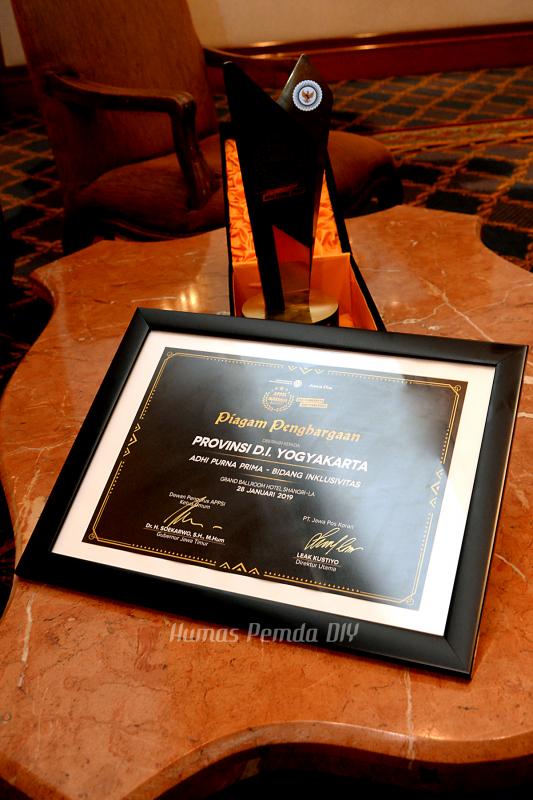 Jawa Pos
APPSI
Piagam Penghargaan
DIBERIKAN KEPADA
PROVINSI D.I. YOGYAKARTA
ADHI PURNA PRIMA - BIDANG INKLUSIVITAS
GRAND BALLROOM HOTEL SHANGRI-LA
28 JANUARI 2019
Dewan Pengurus APPSI
Ketua Umum
Dr. H. SOEKARWO, S.H., M.Hum
Gubernur Jawa Timur
PT. Jawa Pos Koran
LEAK KUSTIYO
Direktur Utama
Humas Pemda DIY